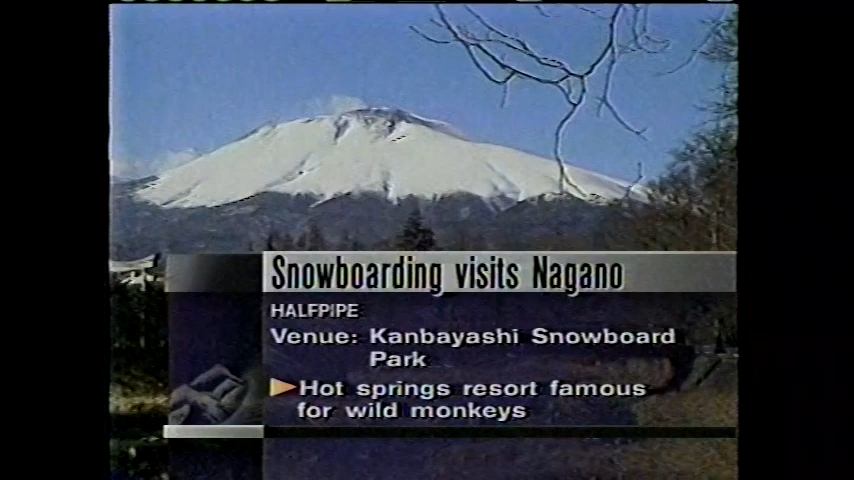 Snowboarding visits Nagano
HALFPIPE
Venue: Kanbayashi Snowboard
Park
Hot springs resort famous
for wild monkeys